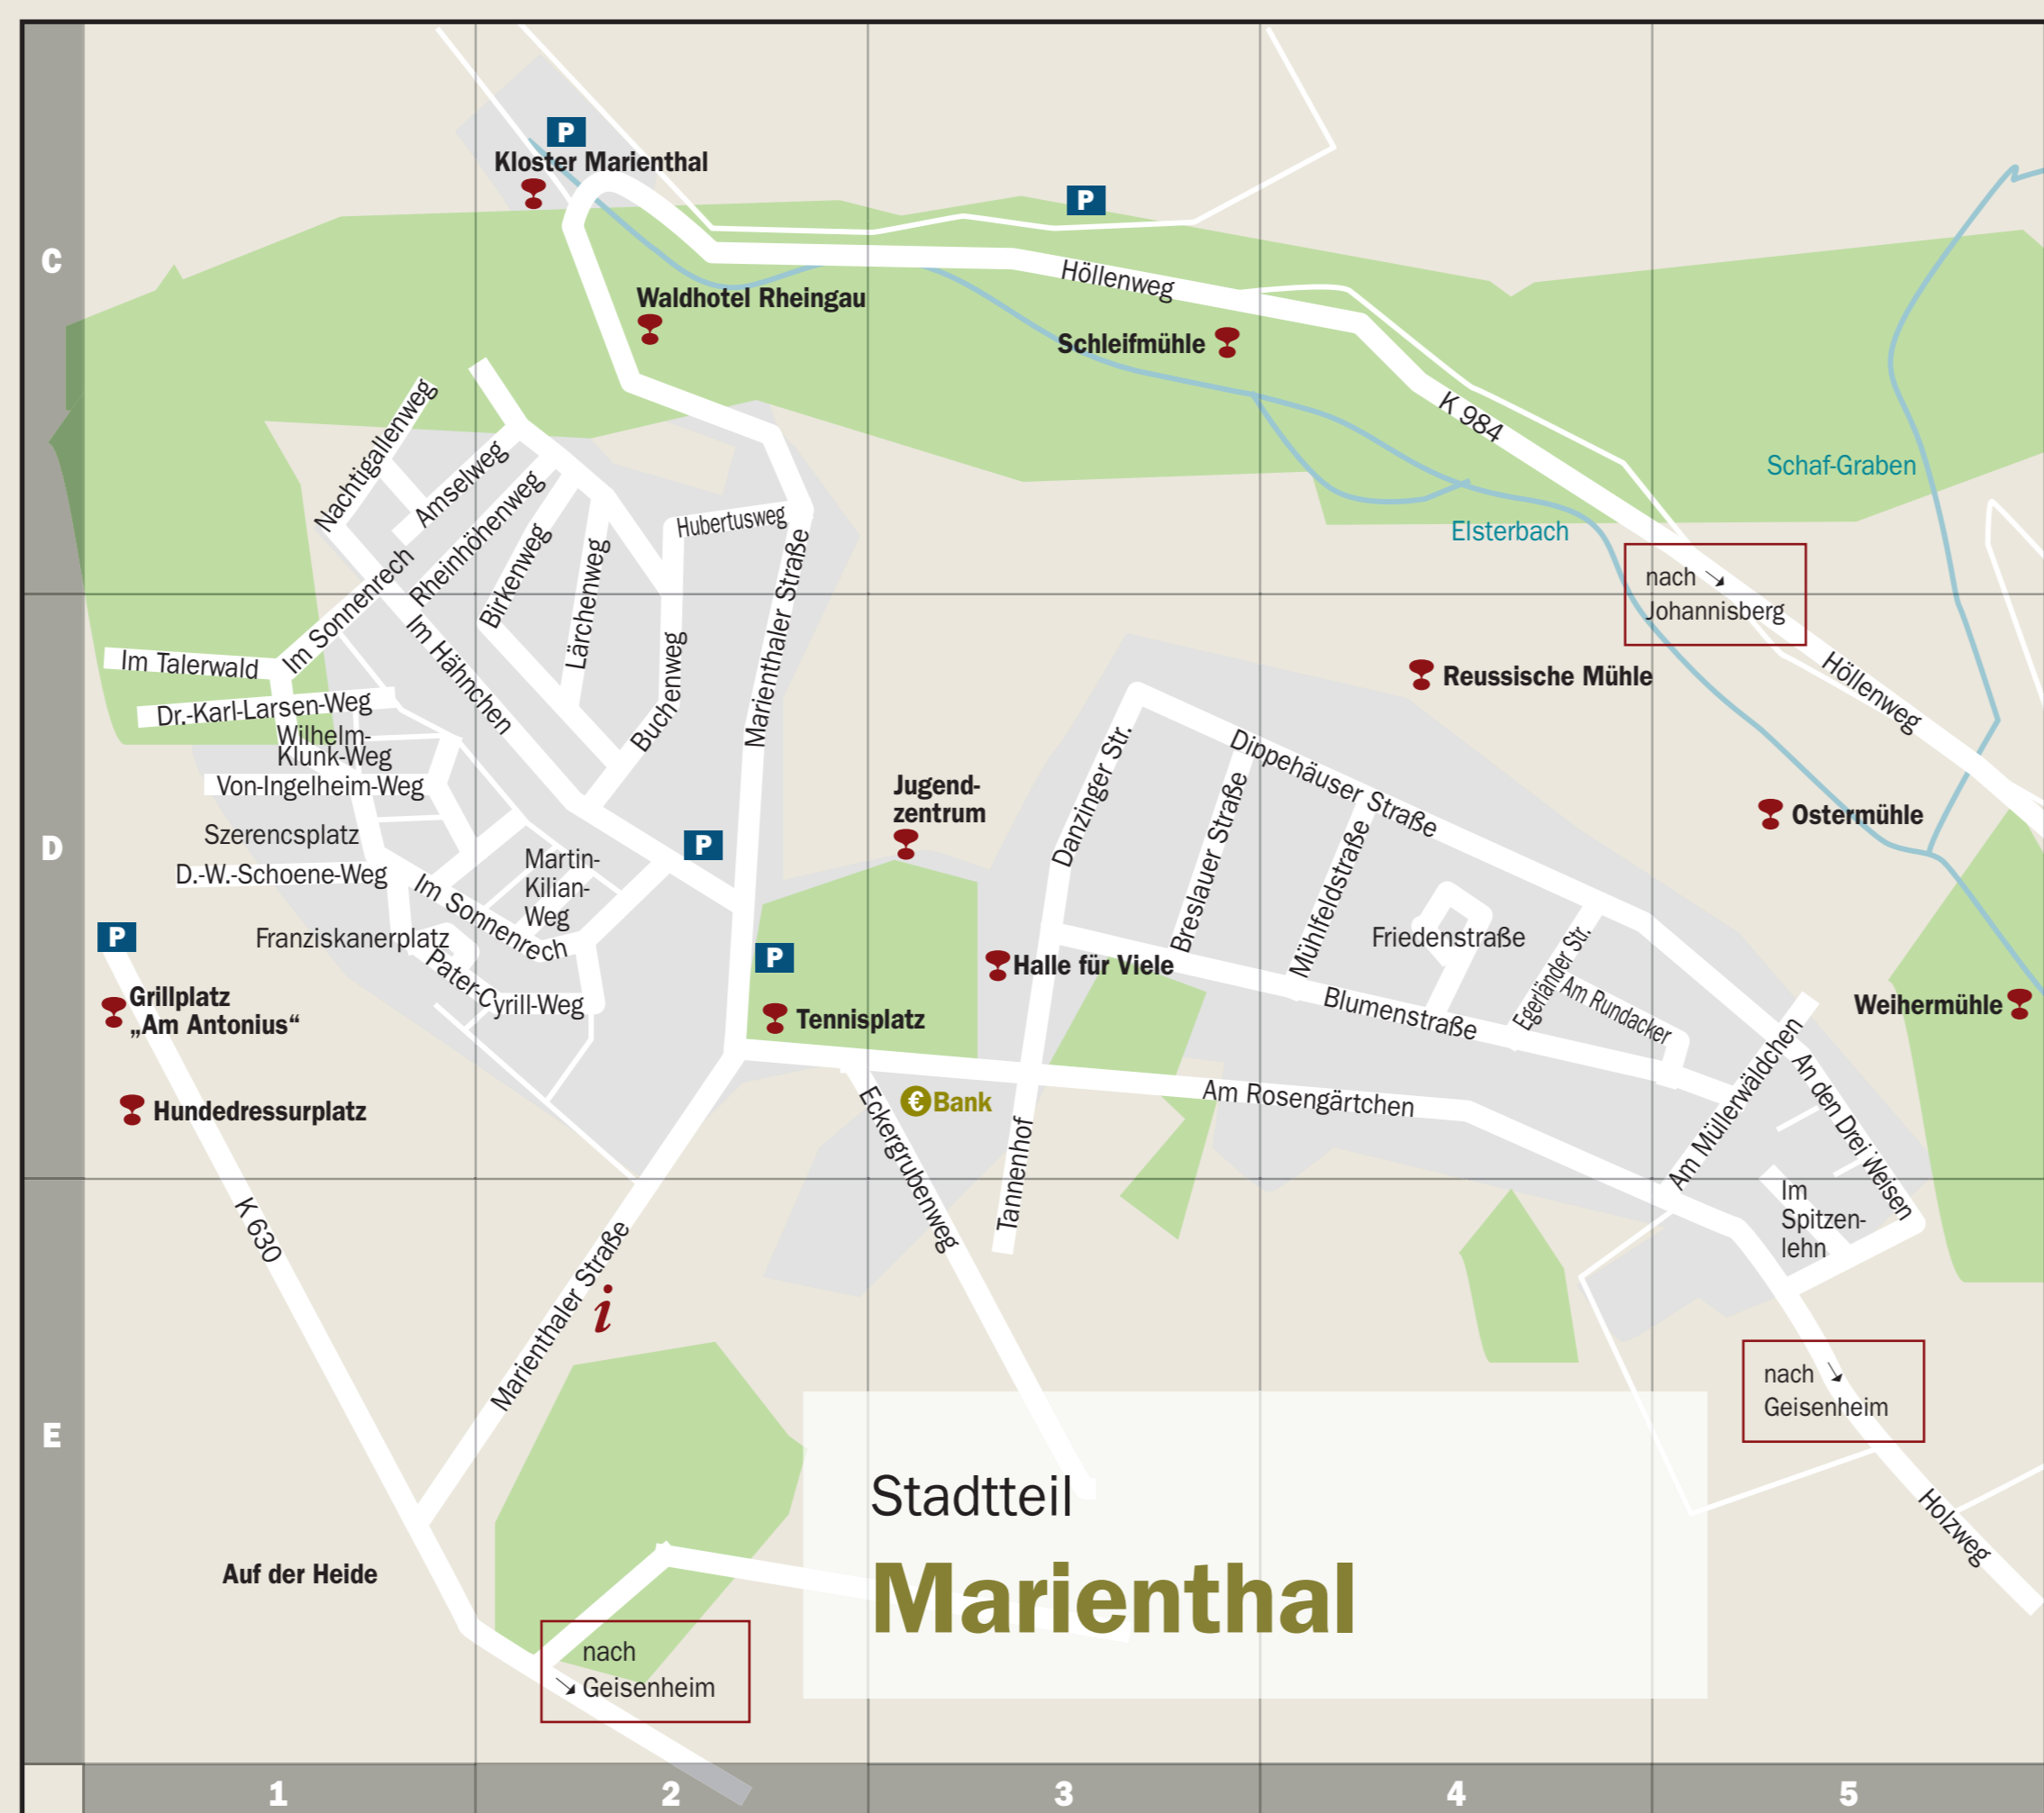 P
Kloster Marienthal
P
C
Höllenweg
Waldhotel Rheingau
Schleifmühle
K 984
Nachtigallenweg
Amselweg
Rheinhöhenweg
Schaf-Graben
Hubertusweg
Birkenweg
Lärchenweg
Elsterbach
Marienthaler Straße
Im Sonnenrech
nach ↘
Johannisberg
Im Talerwald
Im Hähnchen
Buchenweg
Reussische Mühle
Höllenweg
Dr.-Karl-Larsen-Weg
Wilhelm-
Klunk-Weg
Von-Ingelheim-Weg
Danzinger Str.
Dippehäuser Straße
Jugend-
zentrum
Breslauer Straße
Ostermühle
Szerencsplatz
P
D
Mühlfeldstraße
Martin-
Kilian-
Weg
D.-W.-Schoene-Weg
Im Sonnenrech
P
Franziskanerplatz
Friedenstraße
Egerländer Str.
P
Halle für Viele
Pater-Cyrill-Weg
Grillplatz
„Am Antonius“
Blumenstraße
Am Rundacker
Weihermühle
Tennisplatz
Am Müllerwäldchen
An den Drei Weisen
€ Bank
Am Rosengärtchen
Hundedressurplatz
Eckergrubenweg
Tannenhof
Im
Spitzen-
lehn
K 630
Marienthaler Straße
i
nach ↘
Geisenheim
E
Stadtteil
Marienthal
Holzweg
Auf der Heide
nach
↘ Geisenheim
1 2 3 4 5